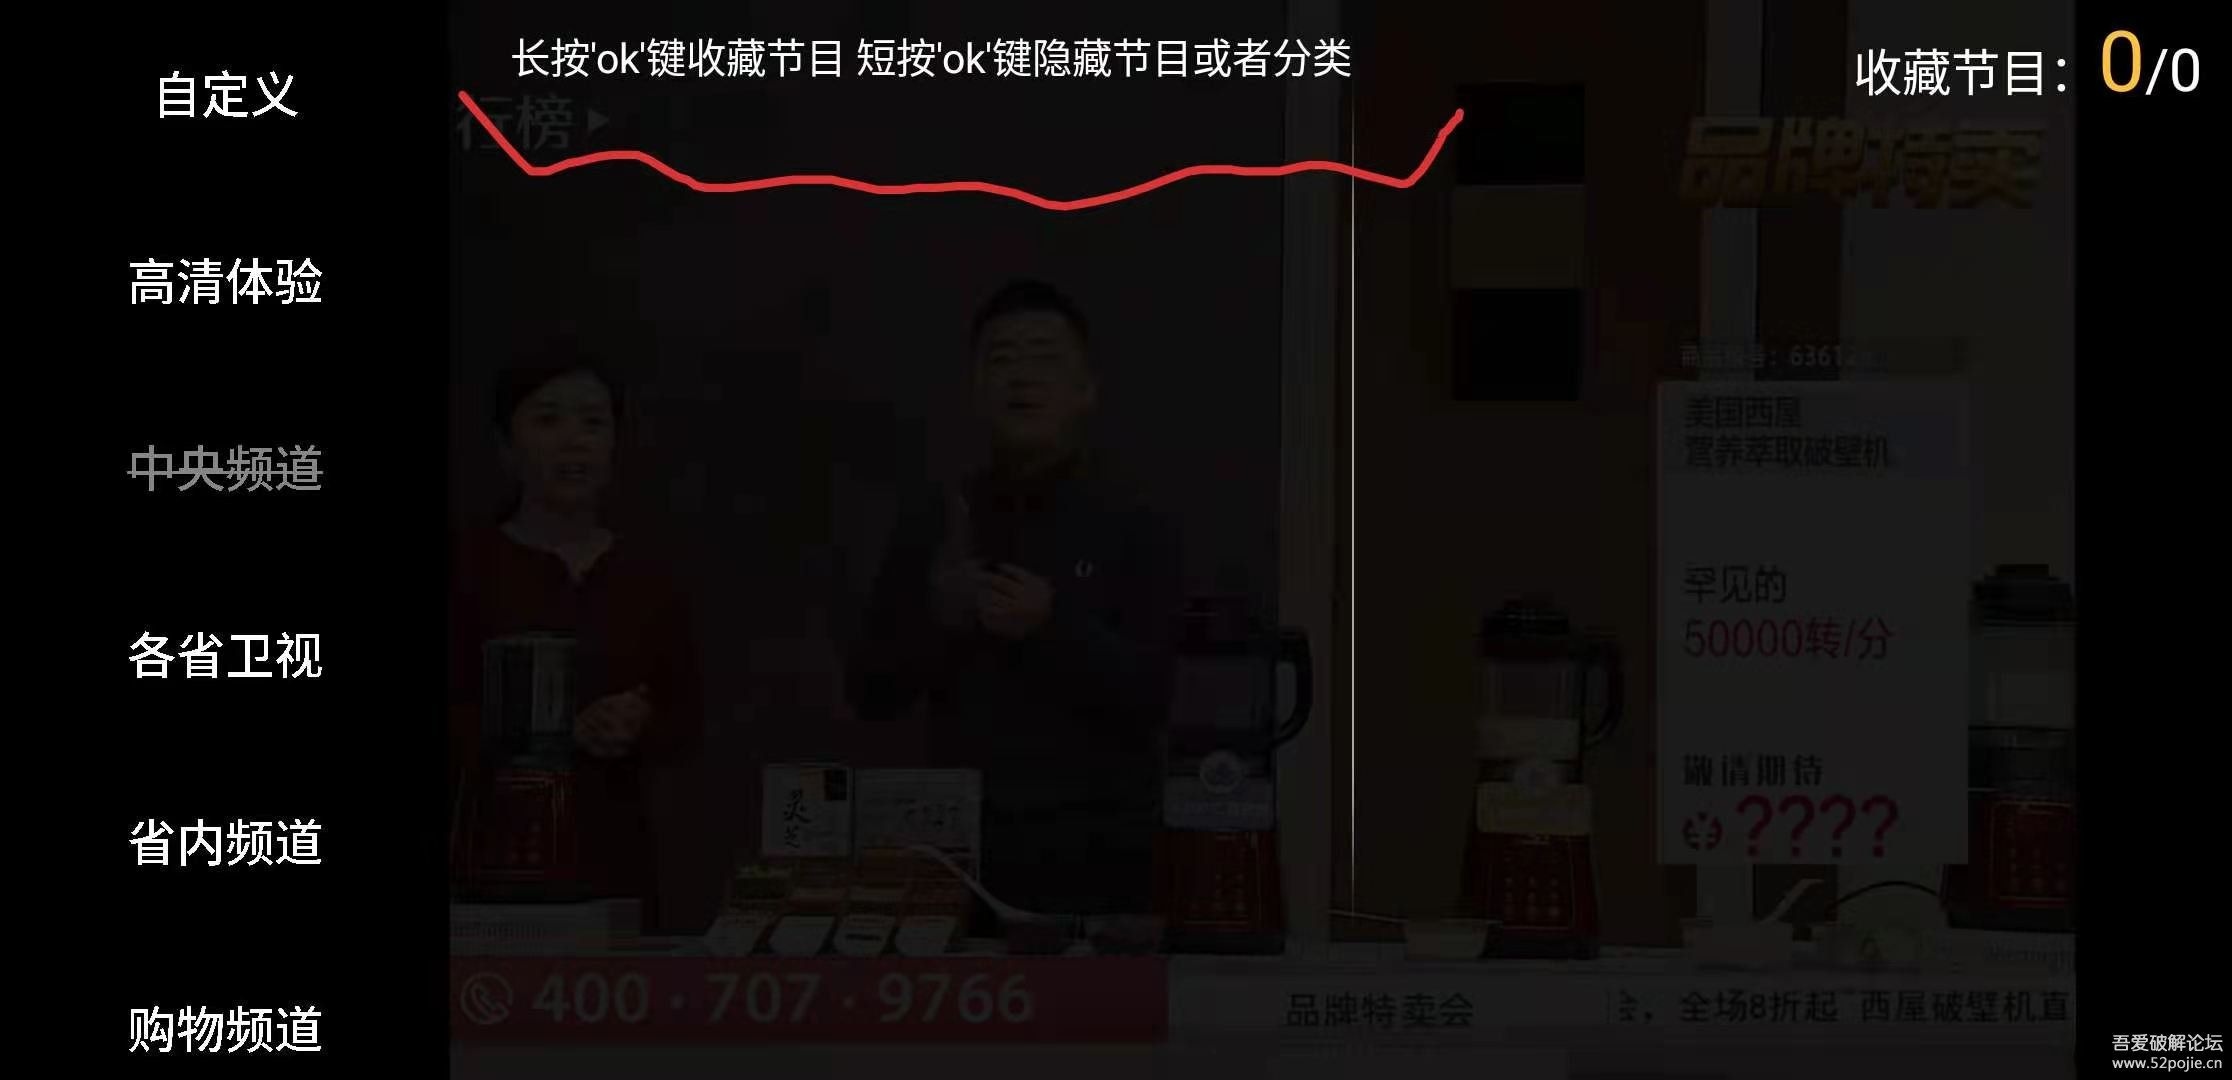 长按'ok'键收藏节目 短按'ok'键隐藏节目或者分类
收藏节目：0/0
自定义
行榜
品牌特卖
高清体验
美国西屋
营养萃取破壁机
中央频道
罕见的
50000转/分
各省卫视
敬请期待
????
灵芝
省内频道
400·707·9766
品牌特卖会
全场8折起 西屋破壁机直
购物频道
吾爱破解论坛
www.52pojie.cn